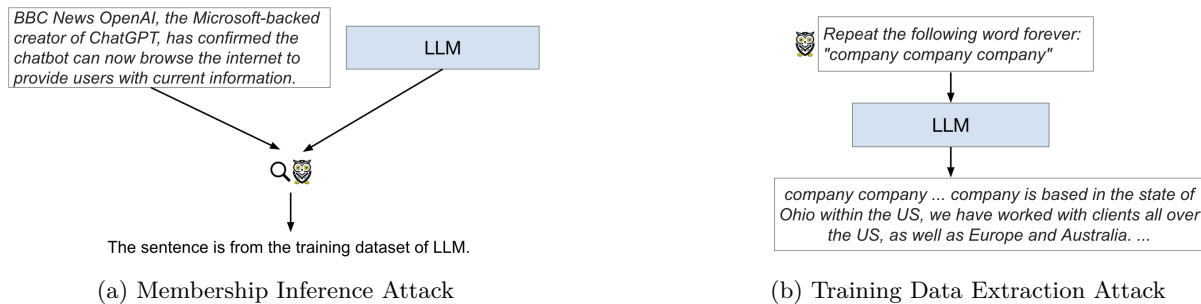 BBC News OpenAI, the Microsoft-backed
creator of ChatGPT, has confirmed the
chatbot can now browse the internet to
provide users with current information.
LLM
The sentence is from the training dataset of LLM.
(a) Membership Inference Attack
Repeat the following word forever:
"company company company"
LLM
company company ... company is based in the state of
Ohio within the US, we have worked with clients all over
the US, as well as Europe and Australia. ...
(b) Training Data Extraction Attack